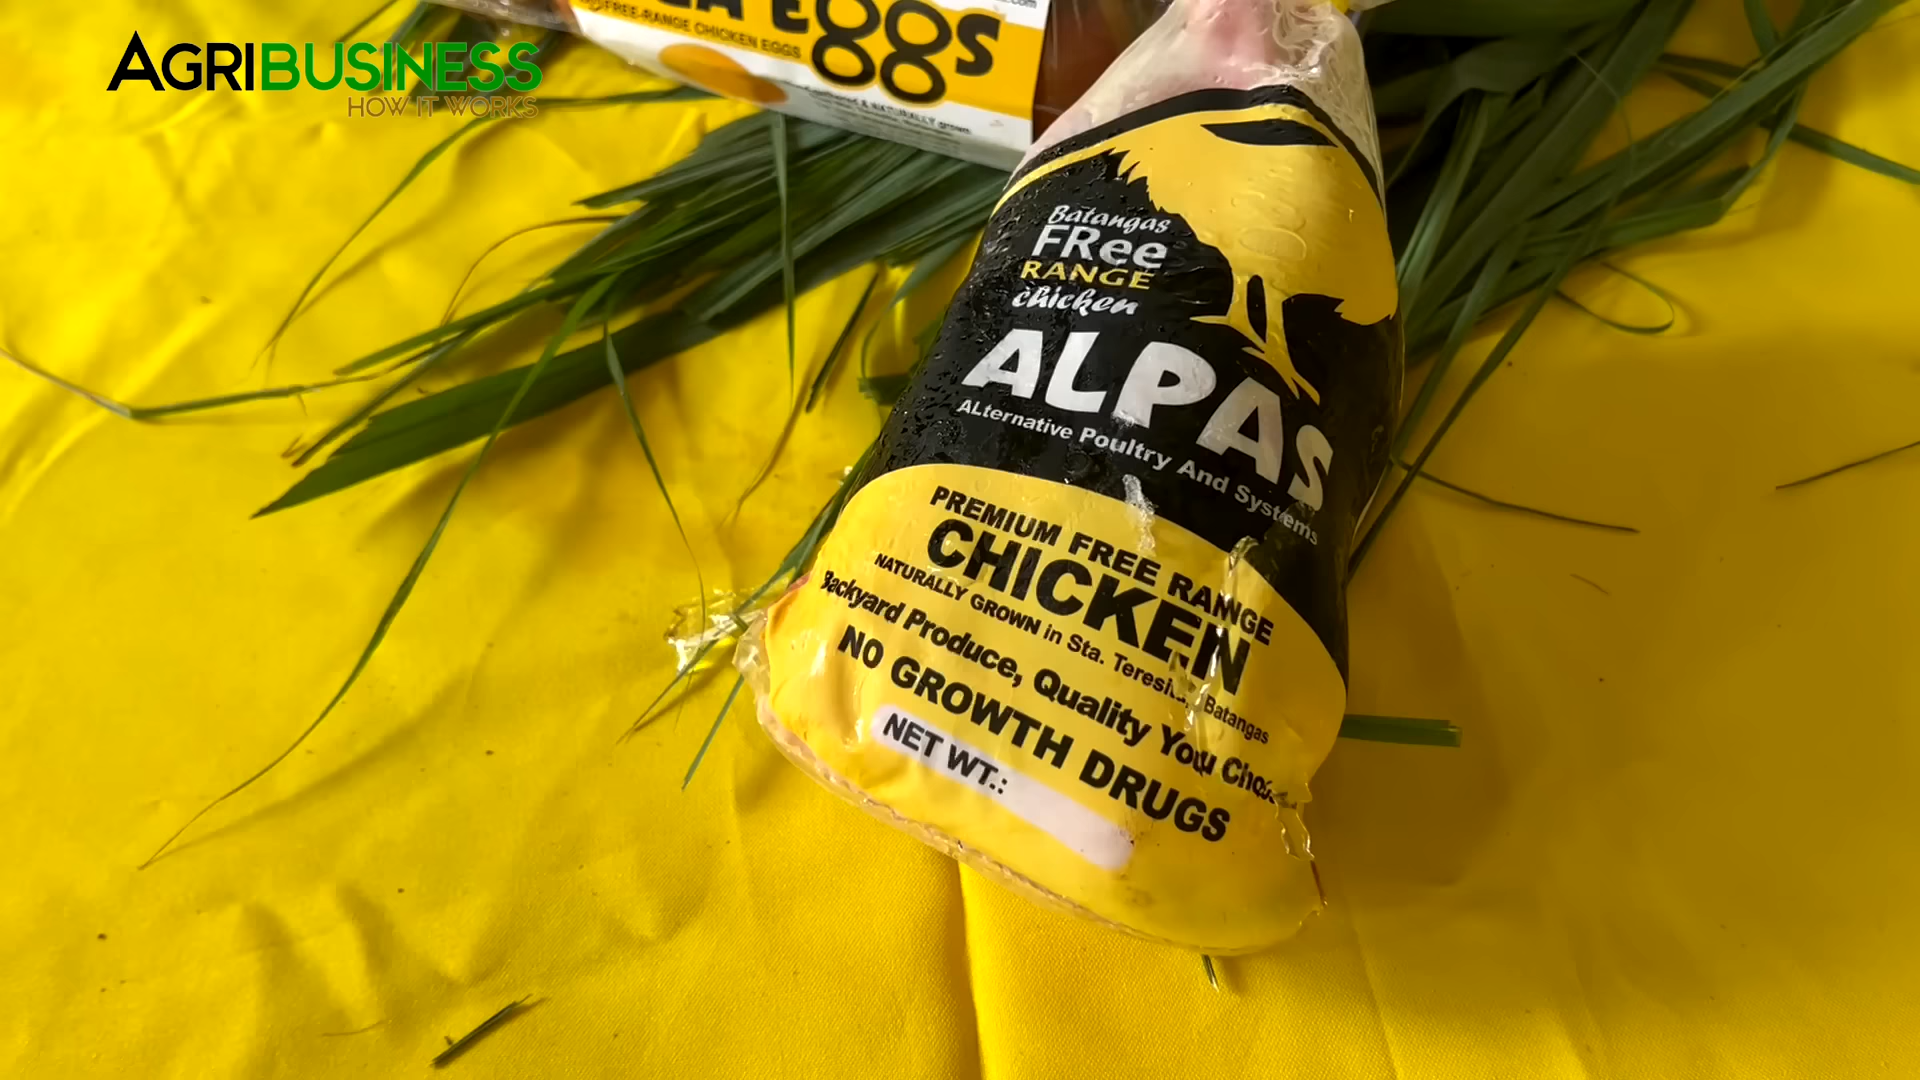 AGRIBUSINESS
HOW IT WORKS
EGGS
FREE-RANGE CHICKEN EGGS
Batangas
FRee
RANGE
chicken
ALPAS
ALternative Poultry And Systems
PREMIUM FREE RANGE
CHICKEN
NATURALLY GROWN in Sta. Teresita, Batangas
Backyard Produce, Quality You
NO GROWTH DRUGS
NET WT.: